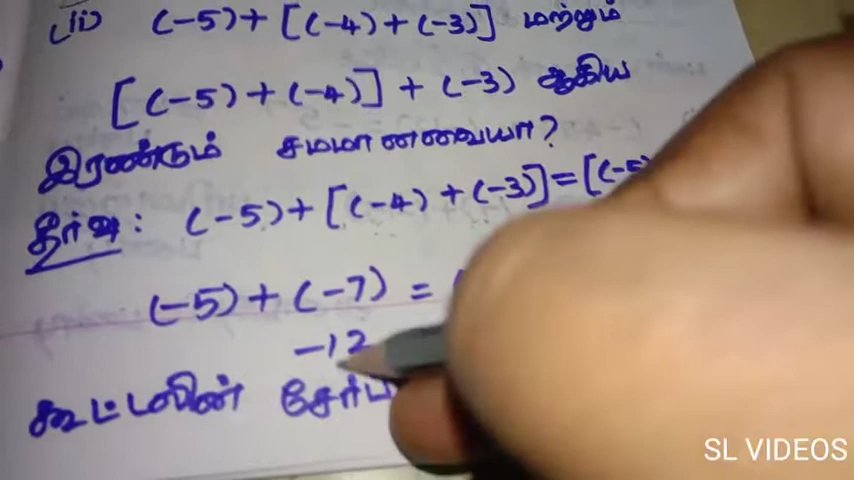 (ii) (-5)+[(-4)+(-3)] மற்றும்
[(-5)+(-4)]+(-3) ஆகிய
இரண்டும் சமமானவையா?
தீர்வு: (-5)+[(-4)+(-3)]=[(-5)
(-5)+(-7) = (
-12
கூட்டலின்
SL VIDEOS